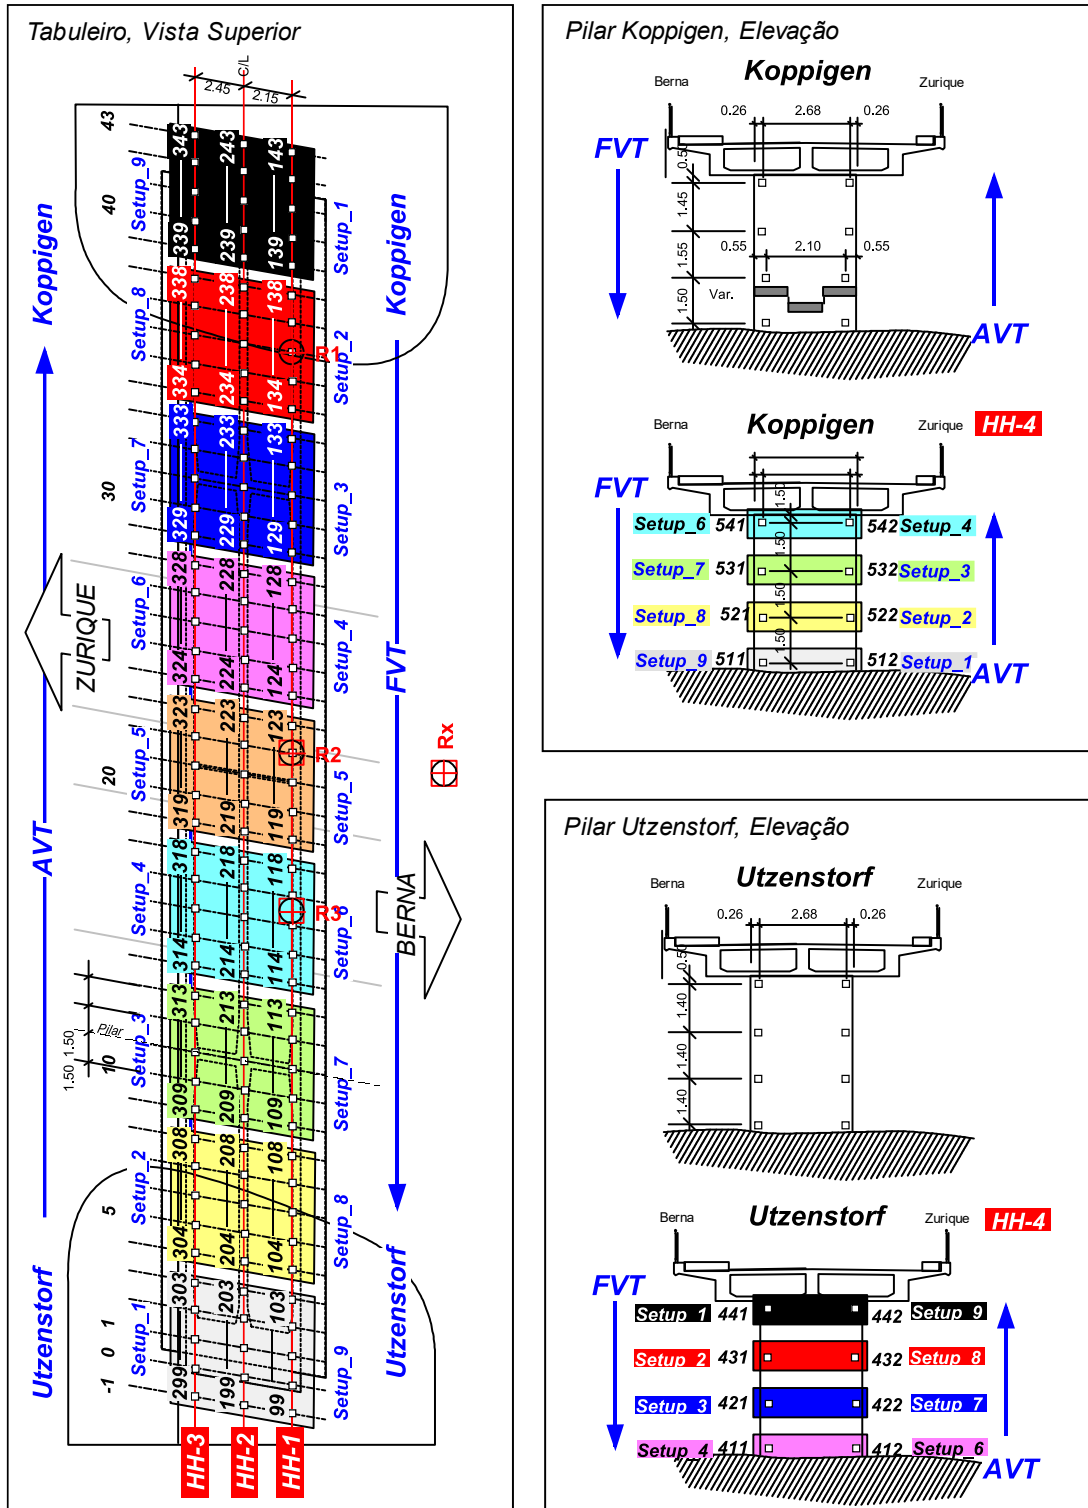 Tabuleiro, Vista Superior
C/L
2.45
2.15
43
40
30
20
10
5
1
0
-1
343
243
143
339
239
139
338
238
138
334
234
134
333
233
133
329
229
129
328
228
128
324
224
124
323
223
123
319
219
119
318
218
118
314
214
114
313
213
113
309
209
109
308
208
108
304
204
104
303
203
103
299
199
99
Setup_9
Setup_8
Setup_7
Setup_6
Setup_5
Setup_4
Setup_3
Setup_2
Setup_1
Setup_1
Setup_2
Setup_3
Setup_4
Setup_5
Setup_6
Setup_7
Setup_8
Setup_9
Koppigen
AVT
Utzenstorf
Koppigen
FVT
Utzenstorf
ZURIQUE
BERNA
R1
R2
R3
Rx
Pilar
1.50
1.50
HH-3
HH-2
HH-1
Pilar Koppigen, Elevação
Koppigen
Berna
Zurique
0.26
2.68
0.26
FVT
0.50
1.45
1.55
1.50
0.55
2.10
0.55
Var.
AVT
Koppigen
Berna
Zurique
HH-4
FVT
1.50
1.50
1.50
1.50
Setup_6 541
542 Setup_4
Setup_7 531
532 Setup_3
Setup_8 521
522 Setup_2
Setup_9 511
512 Setup_1
AVT
Pilar Utzenstorf, Elevação
Utzenstorf
Berna
Zurique
0.26
2.68
0.26
0.50
1.40
1.40
1.40
Utzenstorf
Berna
Zurique
HH-4
FVT
Setup_1 441
442 Setup_9
Setup_2 431
432 Setup_8
Setup_3 421
422 Setup_7
Setup_4 411
412 Setup_6
AVT